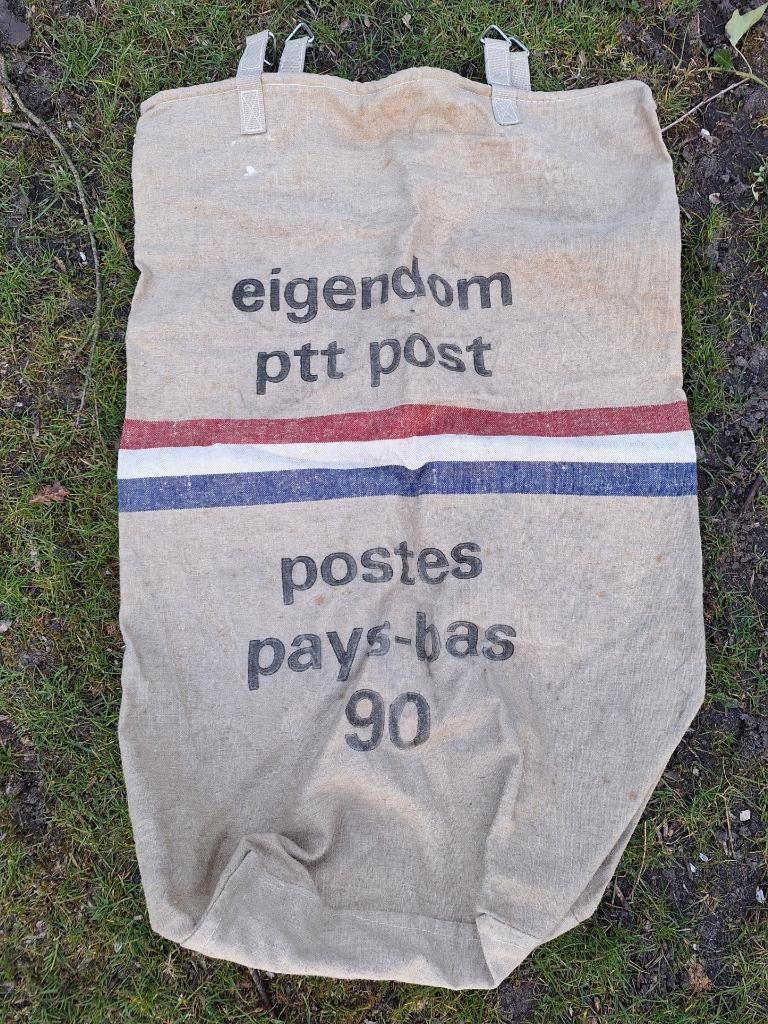 eigendom
ptt post
postes
pays-bas
90